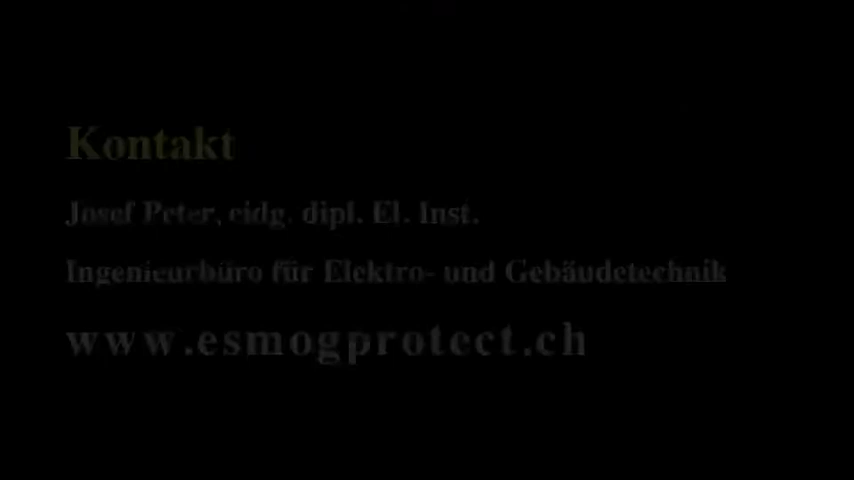 Kontakt
Josef Peter, eidg. dipl. El. Inst.
Ingenieurbüro für Elektro- und Gebäudetechnik
www.esmogprotect.ch